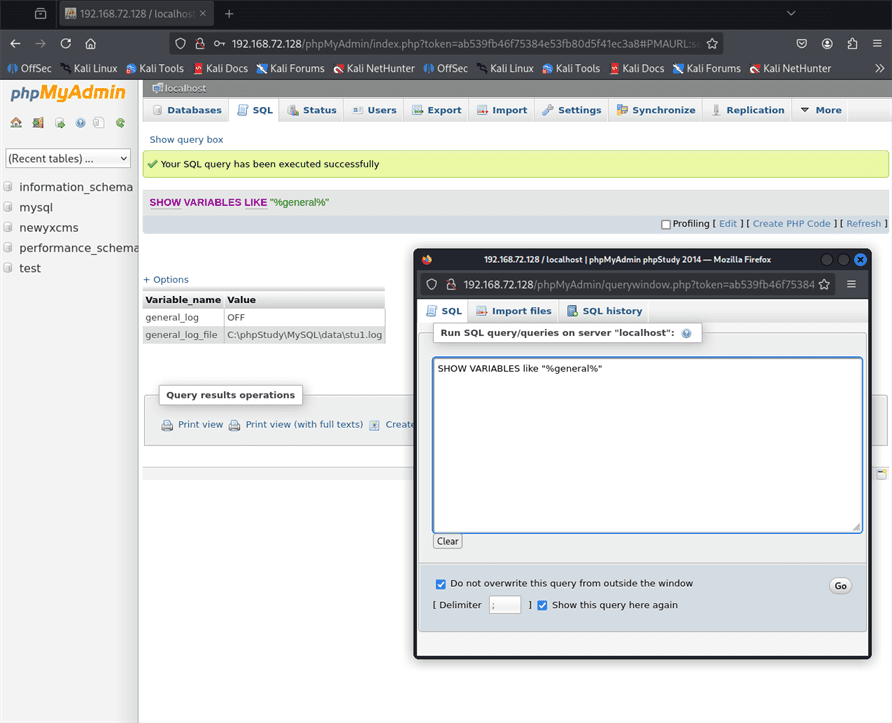 192.168.72.128 / localhos
192.168.72.128/phpMyAdmin/index.php?token=ab539fb46f75384e53fb80d5f41ec3a8#PMAURL:s
OffSec Kali Linux Kali Tools Kali Docs Kali Forums Kali NetHunter OffSec Kali Linux Kali Tools Kali Docs Kali Forums Kali NetHunter
phpMyAdmin
(Recent tables) ...
information_schema
mysql
newyxcms
performance_schema
test
localhost
Databases SQL Status Users Export Import Settings Synchronize Replication More
Show query box
Your SQL query has been executed successfully
SHOW VARIABLES LIKE "%general%"
Profiling [ Edit ] [ Create PHP Code ] [ Refresh ]
+ Options
Variable_name Value
general_log OFF
general_log_file C:\phpStudy\MySQL\data\stu1.log
Query results operations
Print view Print view (with full texts) Create
192.168.72.128 / localhost | phpMyAdmin phpStudy 2014 — Mozilla Firefox
192.168.72.128/phpMyAdmin/querywindow.php?token=ab539fb46f75384
SQL Import files SQL history
Run SQL query/queries on server "localhost":
SHOW VARIABLES like "%general%"
Clear
Do not overwrite this query from outside the window
Go
[ Delimiter ; ] Show this query here again